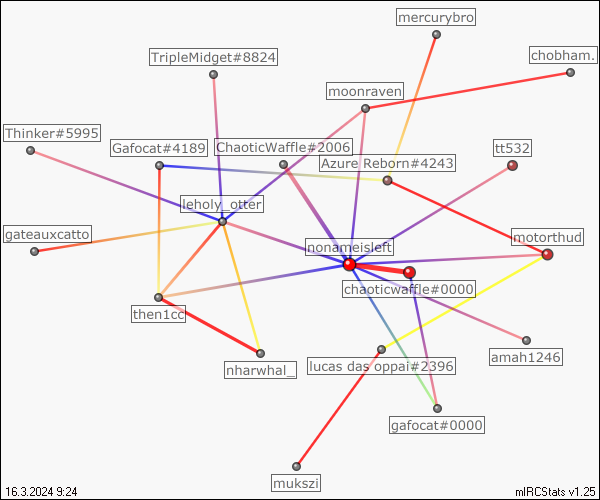 mercurybro
TripleMidget#8824
chobham.
moonraven
Thinker#5995
Gafocat#4189
ChaoticWaffle#2006
tt532
Azure Reborn#4243
leholy_otter
gateauxcatto
nonameisleft
motorthud
chaoticwaffle#0000
then1cc
amah1246
nharwhal_
lucas das oppai#2396
gafocat#0000
mukszi
16.3.2024 9:24
mIRCStats v1.25